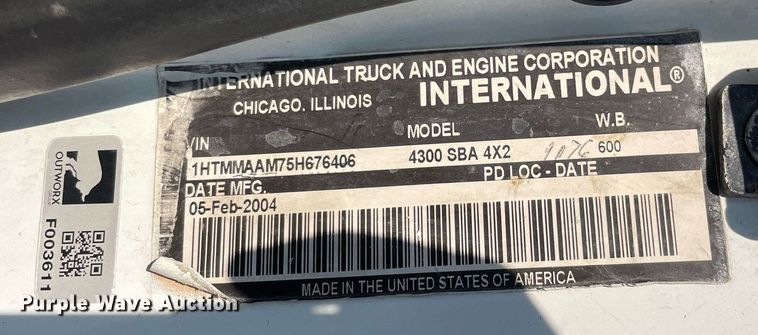 INTERNATIONAL TRUCK AND ENGINE CORPORATION
CHICAGO, ILLINOIS INTERNATIONAL®
VIN MODEL W.B.
1HTMMAAM75H676406 4300 SBA 4X2 600
DATE MFG. PD LOC - DATE
05-Feb-2004
MADE IN THE UNITED STATES OF AMERICA
OUTWORX
F003611
Purple Wave Auction